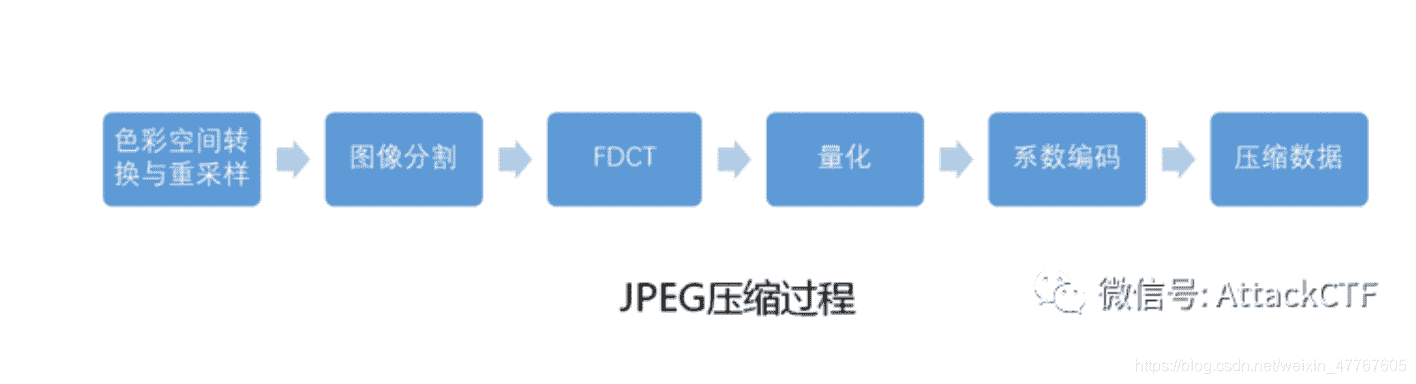 色彩空间转
换与重采样
图像分割
FDCT
量化
系数编码
压缩数据
JPEG压缩过程
微信号: AttackCTF
https://blog.csdn.net/weixin_47767605